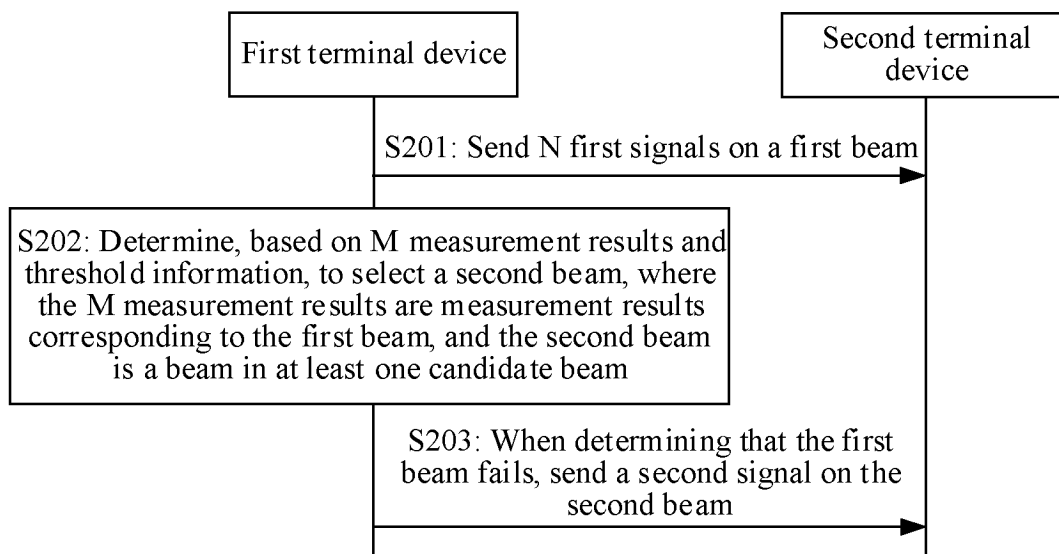 First terminal device
Second terminal
device
S201: Send N first signals on a first beam
S202: Determine, based on M measurement results and
threshold information, to select a second beam, where
the M measurement results are measurement results
corresponding to the first beam, and the second beam
is a beam in at least one candidate beam
S203: When determining that the first
beam fails, send a second signal on the
second beam